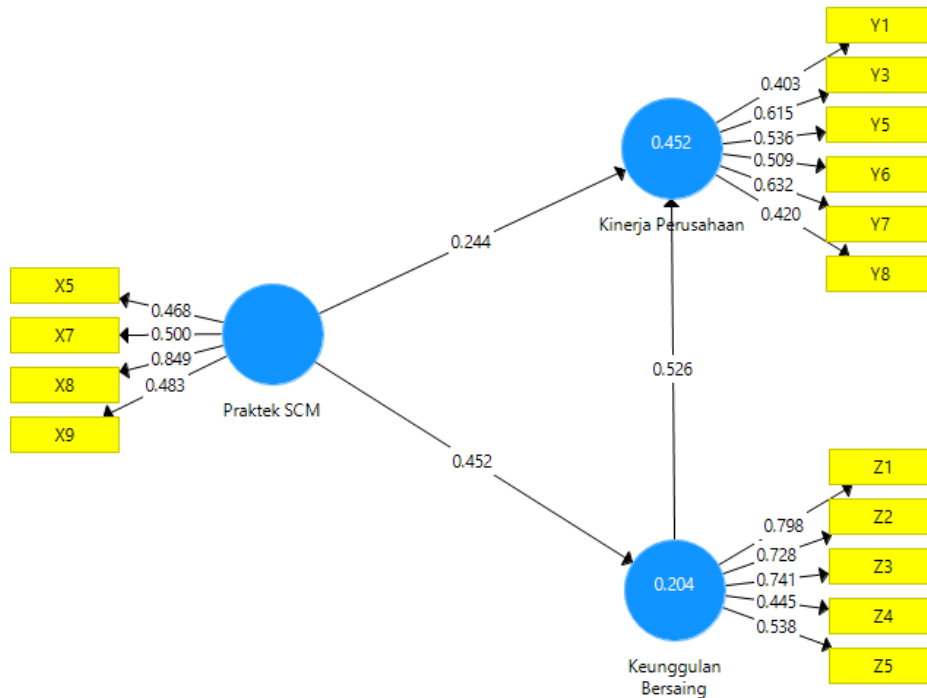 Y1
0.403
Y3
0.615
Y5
0.536
0.452
0.509
Y6
0.632
Kinerja Perusahaan
0.420
Y7
0.244
Y8
X5
0.468
X7
0.500
X8
0.849
0.483
X9
Praktek SCM
0.526
0.452
Z1
0.798
Z2
0.728
0.741
Z3
0.204
0.445
Z4
0.538
Z5
Keunggulan
Bersaing